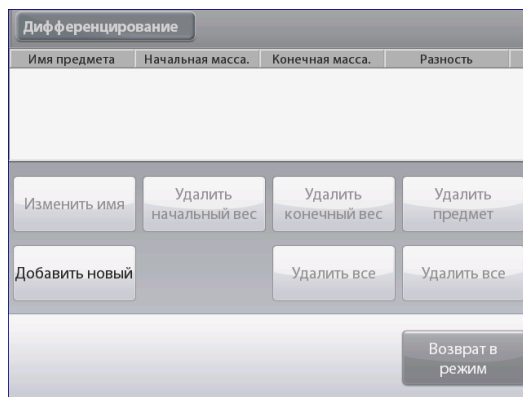 Дифференцирование
Имя предмета Начальная масса. Конечная масса. Разность
Изменить имя
Удалить
начальный вес
Удалить
конечный вес
Удалить
предмет
Добавить новый
Удалить все
Удалить все
Возврат в
режим